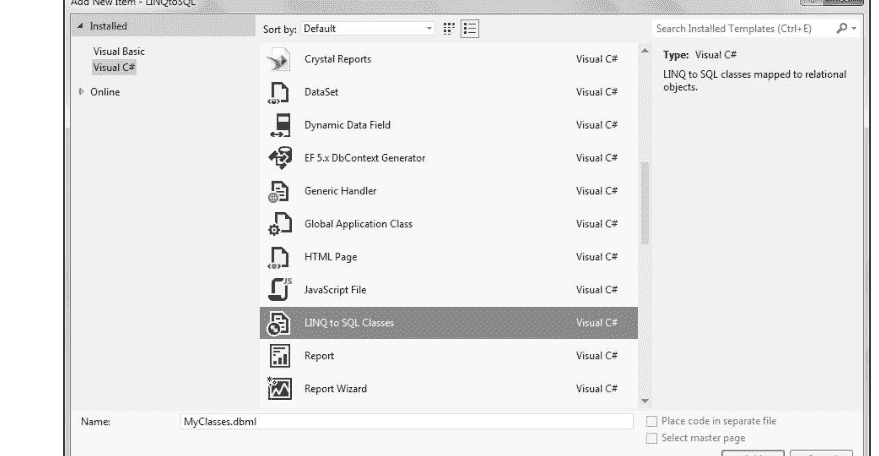 Add New Item - LINQtoSQL
Installed
Sort by: Default
Search Installed Templates (Ctrl+E)
Visual Basic
Visual C#
Online
Crystal Reports Visual C#
DataSet Visual C#
Dynamic Data Field Visual C#
EF 5.x DbContext Generator Visual C#
Generic Handler Visual C#
Global Application Class Visual C#
HTML Page Visual C#
JavaScript File Visual C#
LINQ to SQL Classes Visual C#
Report Visual C#
Report Wizard Visual C#
Type: Visual C#
LINQ to SQL classes mapped to relational
objects.
Name: MyClasses.dbml
Place code in separate file
Select master page